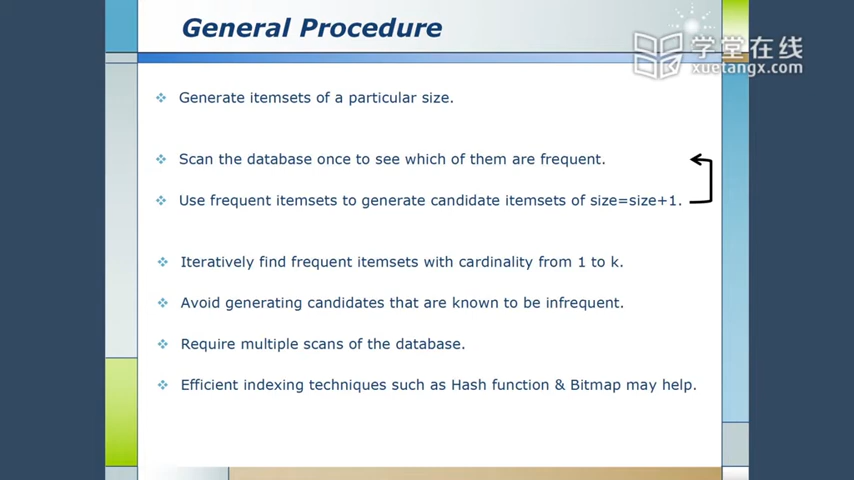 General Procedure
学堂在线
xuetangx.com
Generate itemsets of a particular size.
Scan the database once to see which of them are frequent.
Use frequent itemsets to generate candidate itemsets of size=size+1.
Iteratively find frequent itemsets with cardinality from 1 to k.
Avoid generating candidates that are known to be infrequent.
Require multiple scans of the database.
Efficient indexing techniques such as Hash function & Bitmap may help.